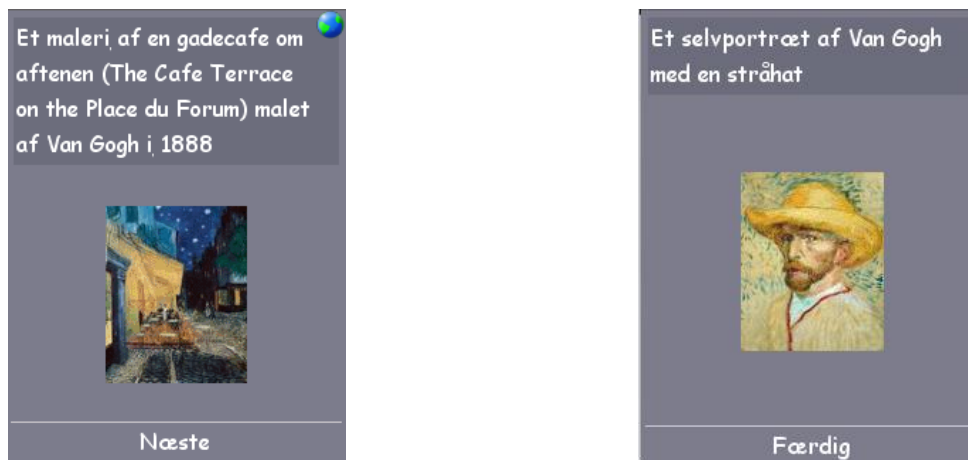 Et maleri af en gadecafe om
aftenen (The Cafe Terrace
on the Place du Forum) malet
af Van Gogh i 1888
Næste
Et selvportræt af Van Gogh
med en stråhat
Færdig